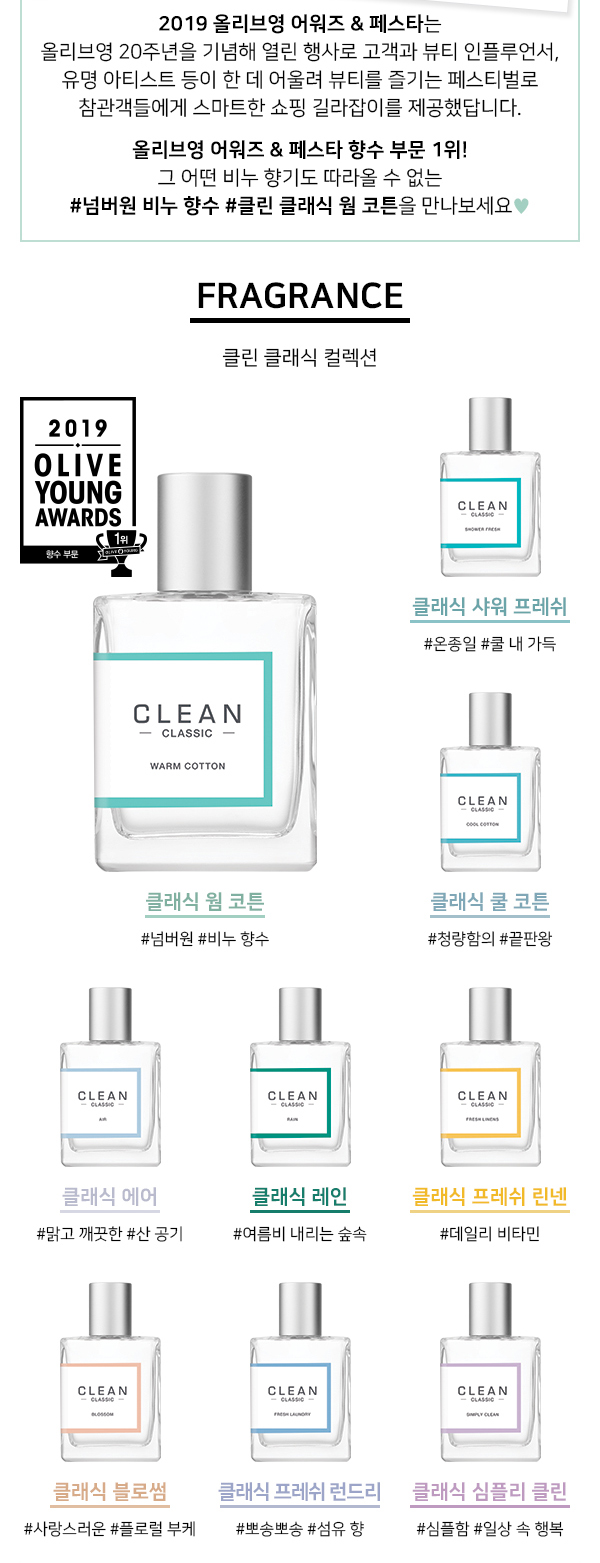 2019 올리브영 어워즈 & 페스타는
올리브영 20주년을 기념해 열린 행사로 고객과 뷰티 인플루언서,
유명 아티스트 등이 한 데 어울려 뷰티를 즐기는 페스티벌로
참관객들에게 스마트한 쇼핑 길라잡이를 제공했답니다.
올리브영 어워즈 & 페스타 향수 부문 1위!
그 어떤 비누 향기도 따라올 수 없는
#넘버원 비누 향수 #클린 클래식 웜 코튼을 만나보세요♥
FRAGRANCE
클린 클래식 컬렉션
2019
OLIVE
YOUNG
AWARDS
향수 부문
1위
OLIVE YOUNG
CLEAN
CLASSIC
WARM COTTON
클래식 웜 코튼
#넘버원 #비누 향수
CLEAN
CLASSIC
SHOWER FRESH
클래식 샤워 프레쉬
#온종일 #쿨 내 가득
CLEAN
CLASSIC
COOL COTTON
클래식 쿨 코튼
#청량함의 #끝판왕
CLEAN
CLASSIC
AIR
클래식 에어
#맑고 깨끗한 #산 공기
CLEAN
CLASSIC
RAIN
클래식 레인
#여름비 내리는 숲속
CLEAN
CLASSIC
FRESH LINENS
클래식 프레쉬 린넨
#데일리 비타민
CLEAN
CLASSIC
BLOSSOM
클래식 블로썸
#사랑스러운 #플로럴 부케
CLEAN
CLASSIC
FRESH LAUNDRY
클래식 프레쉬 런드리
#뽀송뽀송 #섬유 향
CLEAN
CLASSIC
SIMPLY CLEAN
클래식 심플리 클린
#심플함 #일상 속 행복